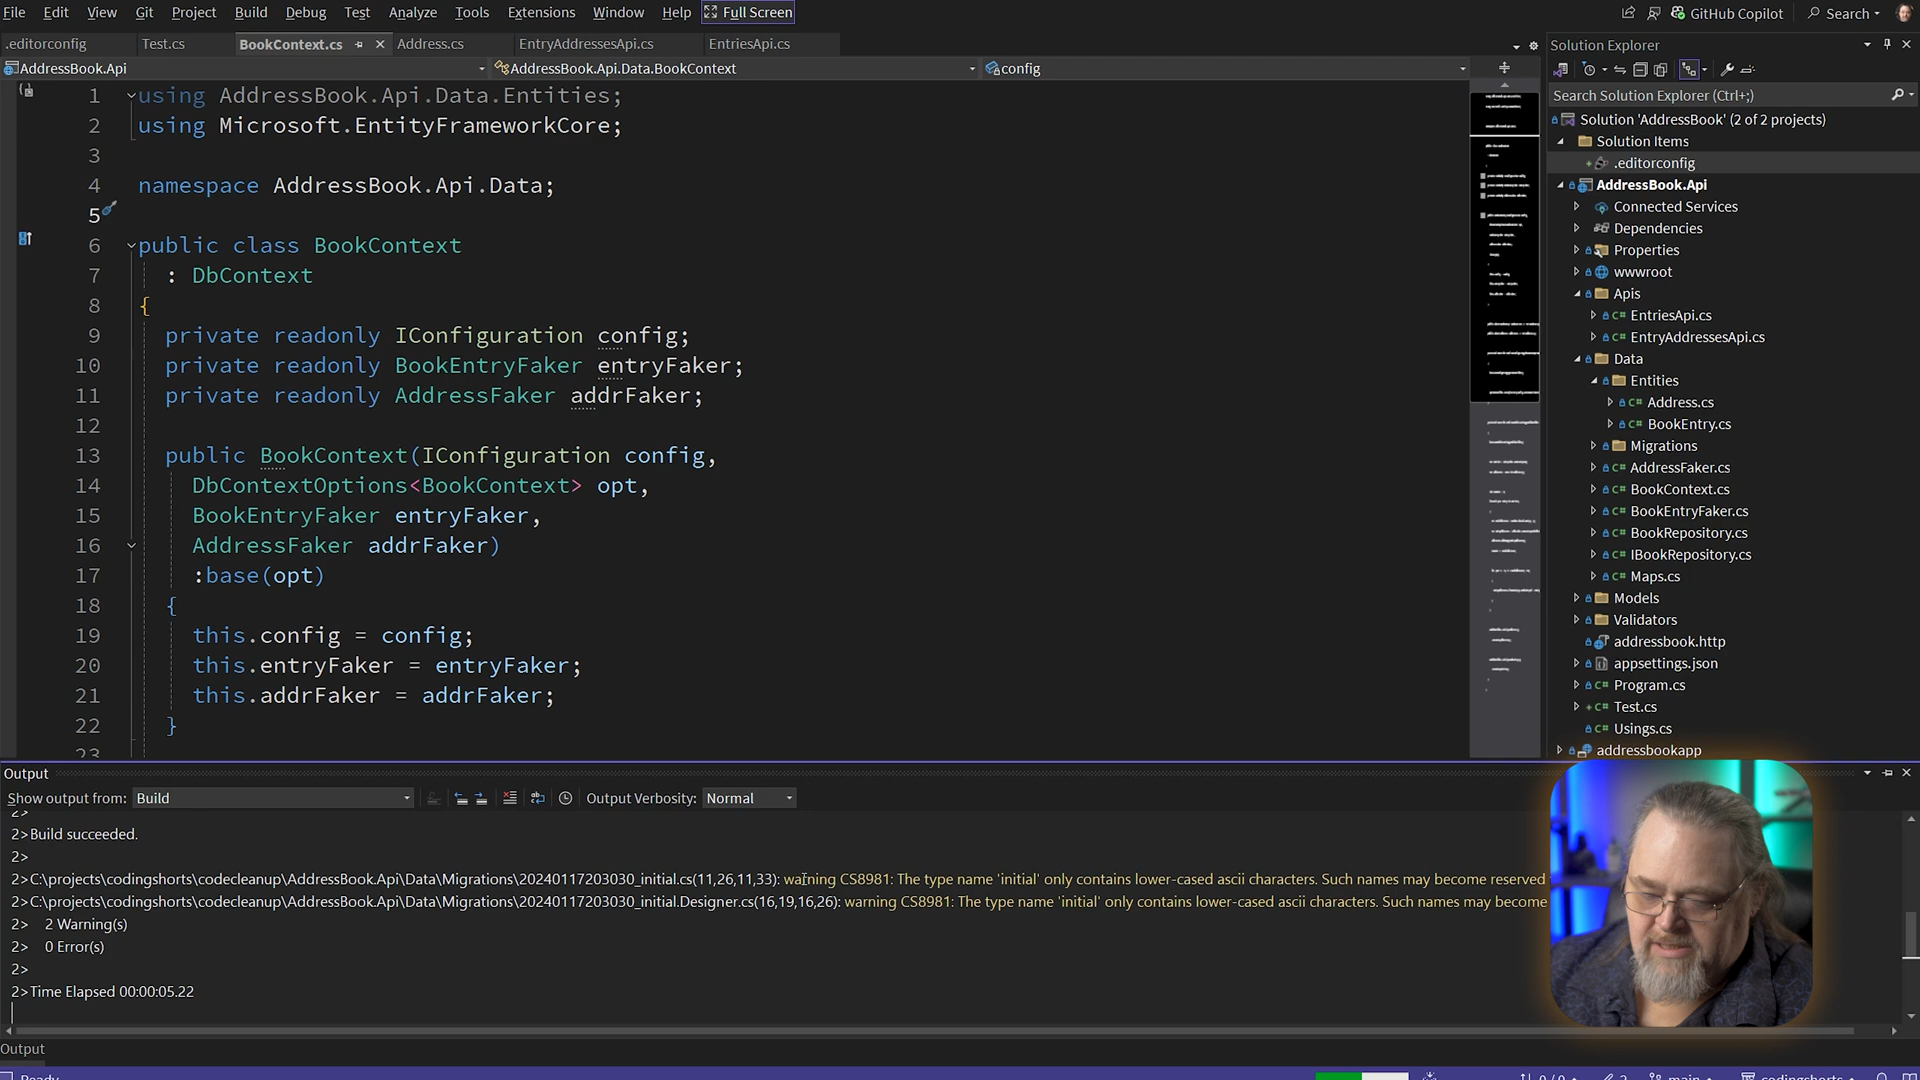 File Edit View Git Project Build Debug Test Analyze Tools Extensions Window Help Full Screen GitHub Copilot Search
.editorconfig Test.cs BookContext.cs Address.cs EntryAddressesApi.cs EntriesApi.cs
AddressBook.Api AddressBook.Api.Data.BookContext config
1 using AddressBook.Api.Data.Entities;
2 using Microsoft.EntityFrameworkCore;
3
4 namespace AddressBook.Api.Data;
5
6 public class BookContext
7 : DbContext
8 {
9 private readonly IConfiguration config;
10 private readonly BookEntryFaker entryFaker;
11 private readonly AddressFaker addrFaker;
12
13 public BookContext(IConfiguration config,
14 DbContextOptions<BookContext> opt,
15 BookEntryFaker entryFaker,
16 AddressFaker addrFaker)
17 :base(opt)
18 {
19 this.config = config;
20 this.entryFaker = entryFaker;
21 this.addrFaker = addrFaker;
22 }
23
Solution Explorer
Search Solution Explorer (Ctrl+;)
Solution 'AddressBook' (2 of 2 projects)
Solution Items
.editorconfig
AddressBook.Api
Connected Services
Dependencies
Properties
wwwroot
Apis
C# EntriesApi.cs
C# EntryAddressesApi.cs
Data
Entities
C# Address.cs
C# BookEntry.cs
Migrations
C# AddressFaker.cs
C# BookContext.cs
C# BookEntryFaker.cs
C# BookRepository.cs
C# IBookRepository.cs
C# Maps.cs
Models
Validators
addressbook.http
appsettings.json
C# Program.cs
C# Test.cs
C# Usings.cs
addressbookapp
Output
Show output from: Build Output Verbosity: Normal
2>
2>Build succeeded.
2>
2>C:\projects\codingshorts\codecleanup\AddressBook.Api\Data\Migrations\20240117203030_initial.cs(11,26,11,33): warning CS8981: The type name 'initial' only contains lower-cased ascii characters. Such names may become reserved
2>C:\projects\codingshorts\codecleanup\AddressBook.Api\Data\Migrations\20240117203030_initial.Designer.cs(16,19,16,26): warning CS8981: The type name 'initial' only contains lower-cased ascii characters. Such names may become
2> 2 Warning(s)
2> 0 Error(s)
2>
2>Time Elapsed 00:00:05.22
Output
Ready 0 / 0 2 main codingshorts